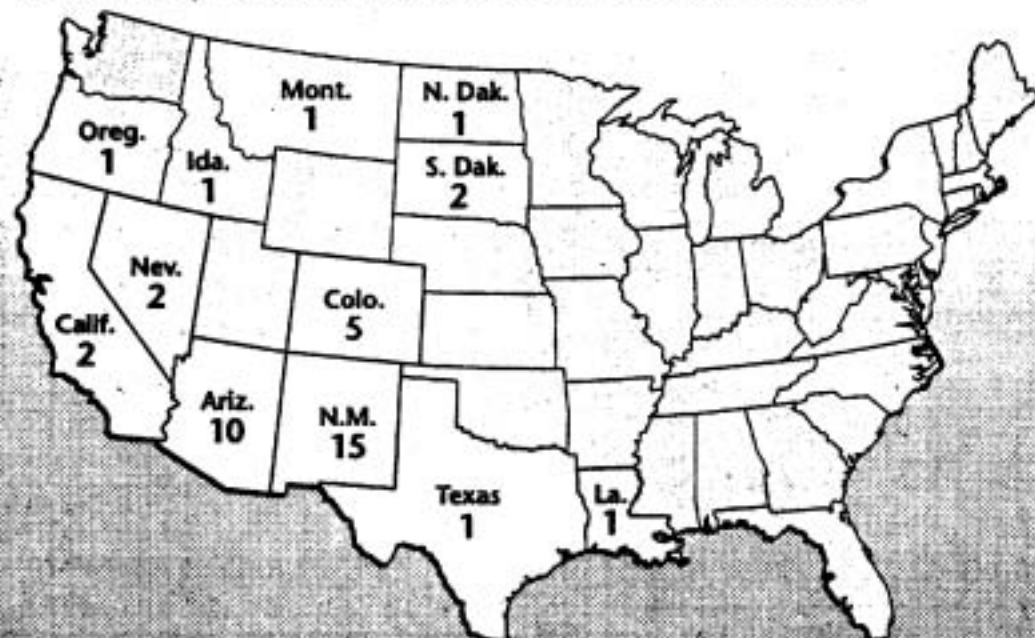 Mont.
1
N. Dak.
1
Oreg.
1
Ida.
1
S. Dak.
2
Nev.
2
Colo.
5
Calif.
2
Ariz.
10
N.M.
15
Texas
1
La.
1